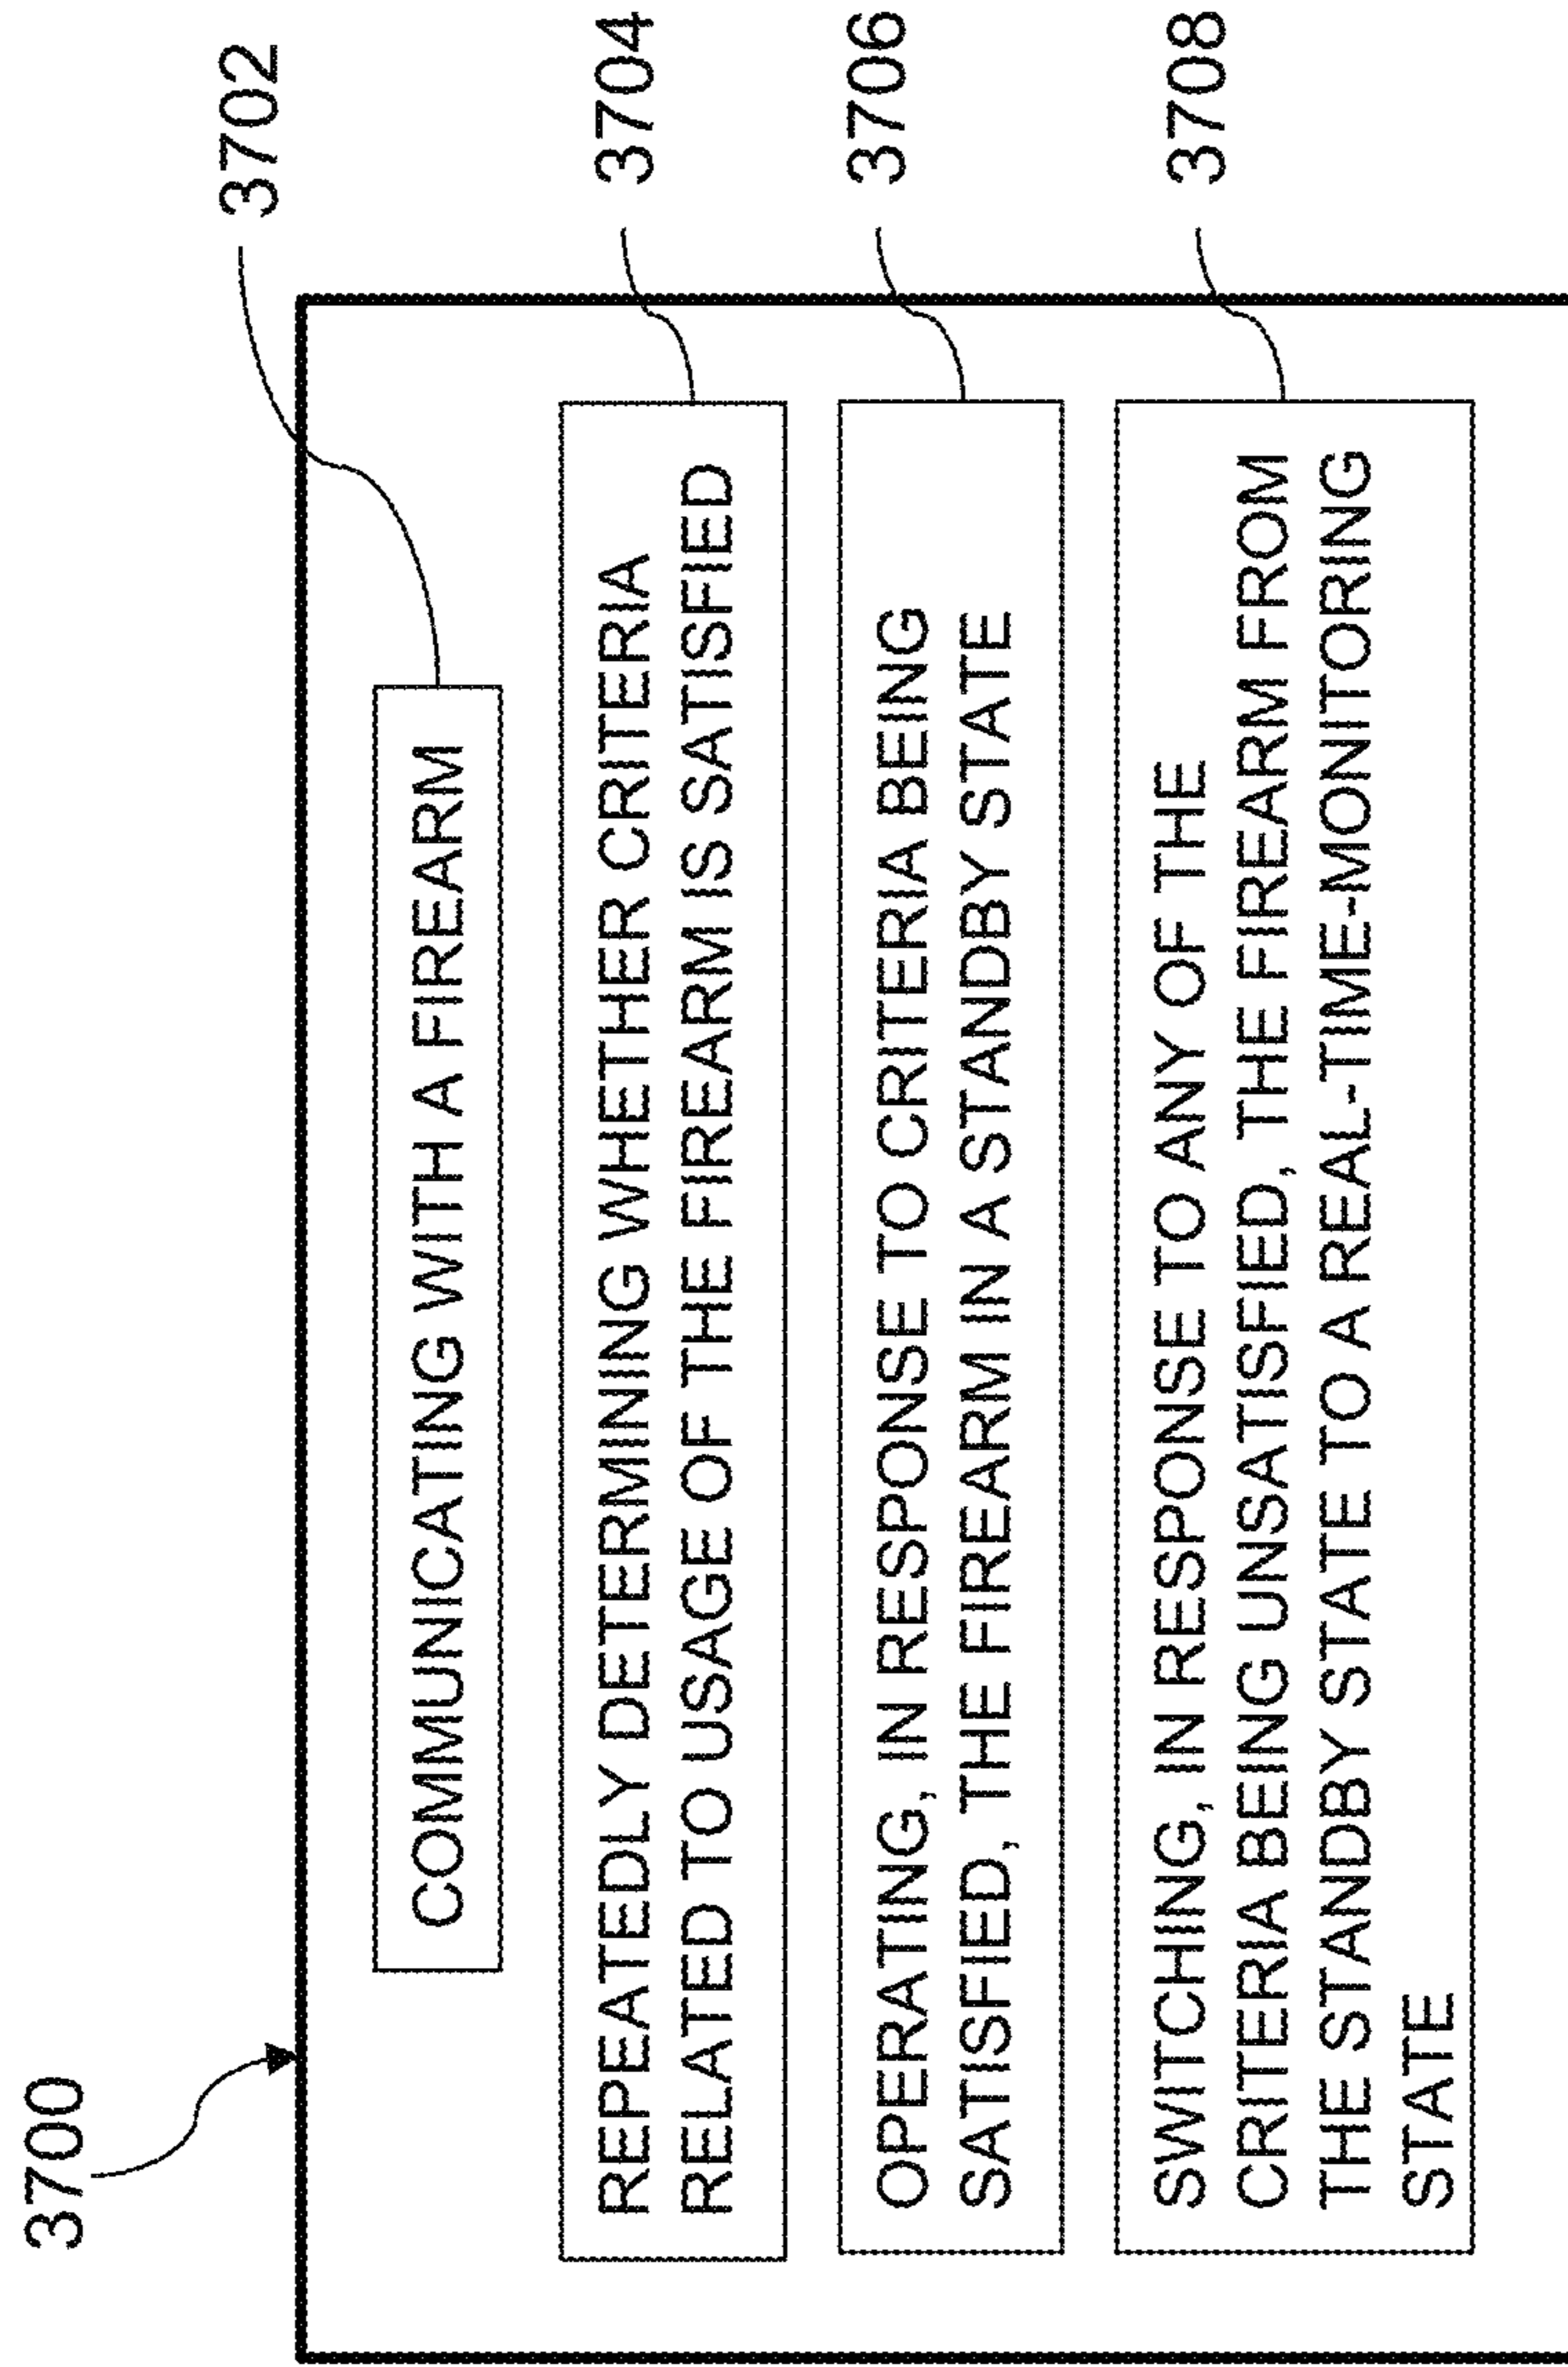 3700
3702
COMMUNICATING WITH A FIREARM
3704
REPEATEDLY DETERMINING WHETHER CRITERIA
RELATED TO USAGE OF THE FIREARM IS SATISFIED
3706
OPERATING, IN RESPONSE TO CRITERIA BEING
SATISFIED, THE FIREARM IN A STANDBY STATE
3708
SWITCHING, IN RESPONSE TO ANY OF THE
CRITERIA BEING UNSATISFIED, THE FIREARM FROM
THE STANDBY STATE TO A REAL-TIME-MONITORING
STATE